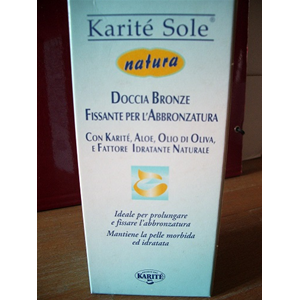 Karité Sole®
natura
DOCCIA BRONZE
FISSANTE PER L'ABBRONZATURA
CON KARITÉ, ALOE, OLIO DI OLIVA,
E FATTORE IDRATANTE NATURALE
Ideale per prolungare
e fissare l'abbronzatura
Mantiene la pelle morbida
ed idratata
KARITÉ